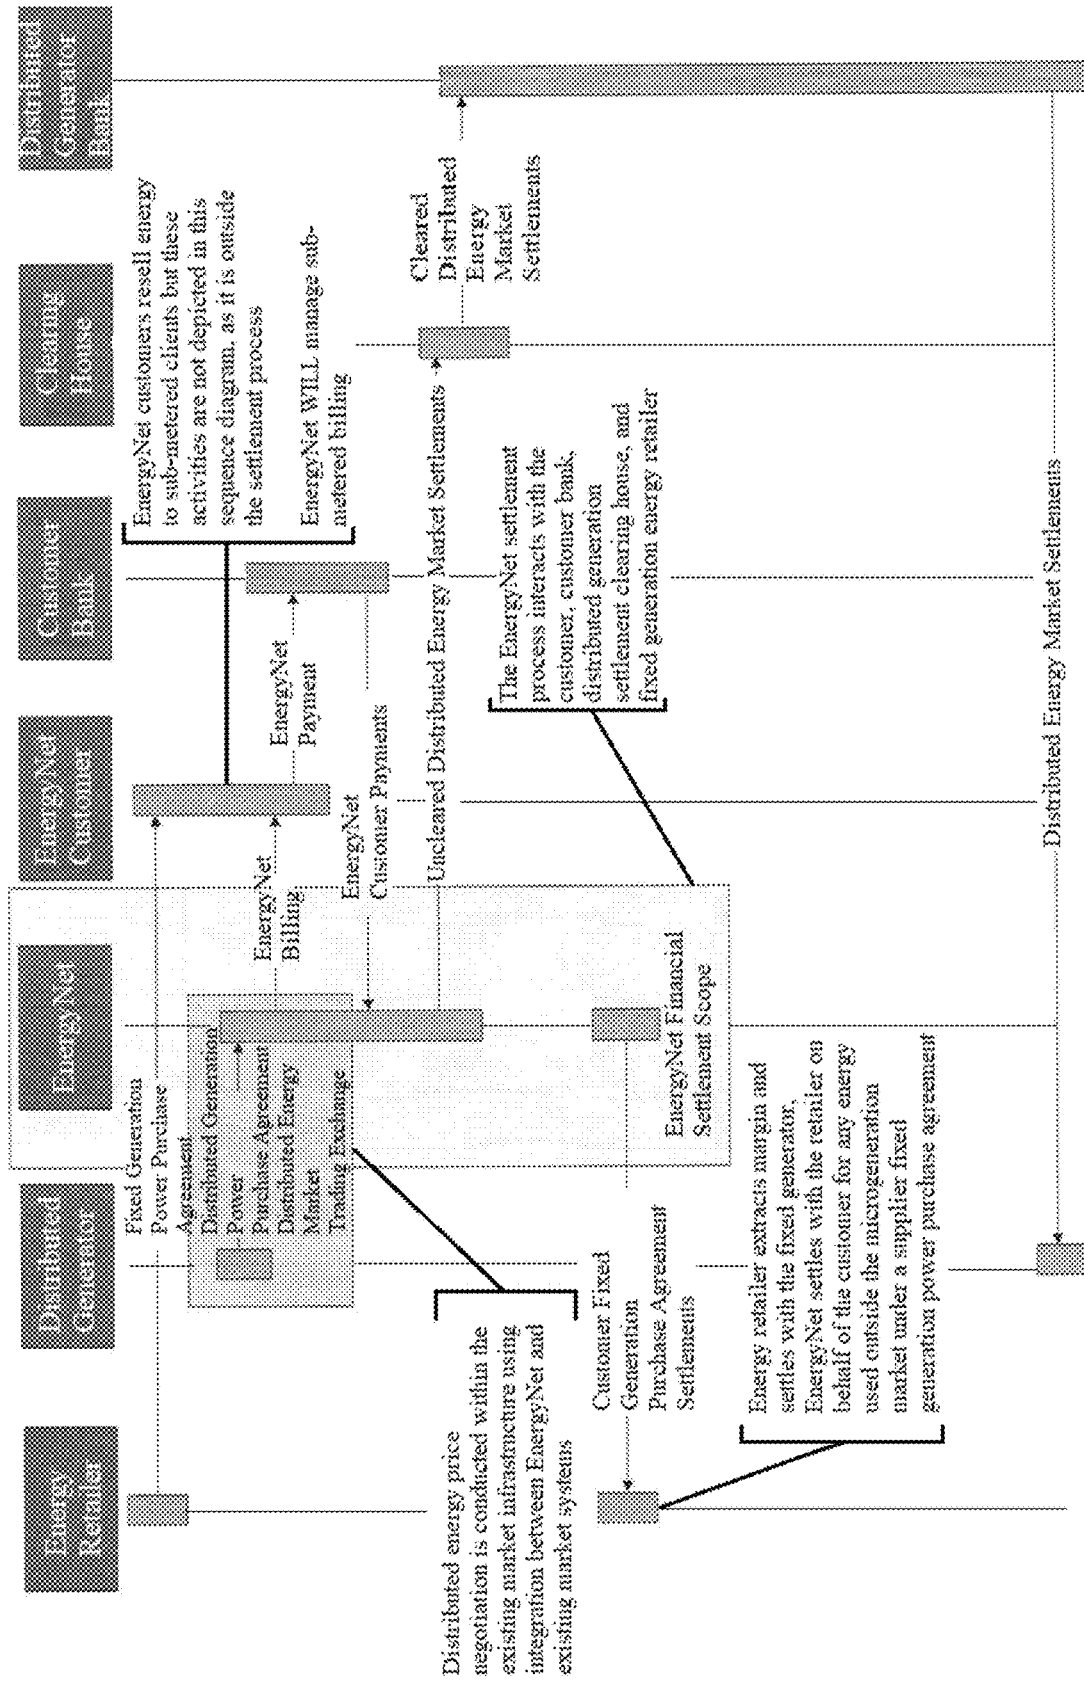 Energy
Retailer
Distributed
Generator
EnergyNet
EnergyNet
Customer
Customer
Bank
Clearing
House
Distributed
Generator
Bank
Fixed Generation
Power Purchase
Agreement
Distributed Generation
Power
Purchase Agreement
Distributed Energy
Market
Trading Exchange
EnergyNet
Billing
EnergyNet
Payment
EnergyNet
Customer Payments
EnergyNet customers resell energy
to sub-metered clients but these
activities are not depicted in this
sequence diagram, as it is outside
the settlement process
EnergyNet WILL manage sub-
metered billing
Uncleared Distributed Energy Market Settlements
Cleared
Distributed
Energy
Market
Settlements
Distributed energy price
negotiation is conducted within the
existing market infrastructure using
integration between EnergyNet and
existing market systems
The EnergyNet settlement
process interacts with the
customer, customer bank,
distributed generation
settlement clearing house, and
fixed generation energy retailer
Customer Fixed
Generation
Purchase Agreement
Settlements
EnergyNet Financial
Settlement Scope
Energy retailer extracts margin and
settles with the fixed generator,
EnergyNet settles with the retailer on
behalf of the customer for any energy
used outside the microgeneration
market under a supplier fixed
generation power purchase agreement
Distributed Energy Market Settlements